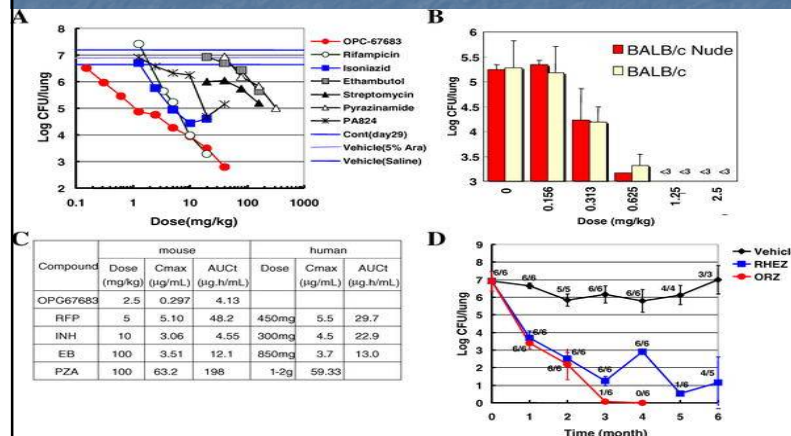 A
Log CFU/lung
8
7
6
5
4
3
2
0.1 1 10 100 1000
Dose(mg/kg)
OPC-67683
Rifampicin
Isoniazid
Ethambutol
Streptomycin
Pyrazinamide
PA824
Cont(day29)
Vehicle(5% Ara)
Vehicle(Saline)
B
Log CFU/lung
6
5.5
5
4.5
4
3.5
3
BALB/c Nude
BALB/c
<3 <3 <3 <3
0 0.156 0.313 0.625 1.25 2.5
Dose (mg/kg)
C
Compound mouse human
Dose (mg/kg) Cmax (µg/mL) AUCt (µg.h/mL) Dose Cmax (µg/mL) AUCt (µg.h/mL)
OPG67683 2.5 0.297 4.13
RFP 5 5.10 48.2 450mg 5.5 29.7
INH 10 3.06 4.55 300mg 4.5 22.9
EB 100 3.51 12.1 850mg 3.7 13.0
PZA 100 63.2 198 1-2g 59.33
D
Log CFU/lung
9
8
7
6
5
4
3
2
1
0
Vehicle
RHEZ
ORZ
6/6 6/6 5/5 6/6 6/6 4/4 3/3
6/6 6/6 6/6 6/6 1/6 4/5
6/6 6/6 1/6 0/6
0 1 2 3 4 5 6
Time (month)